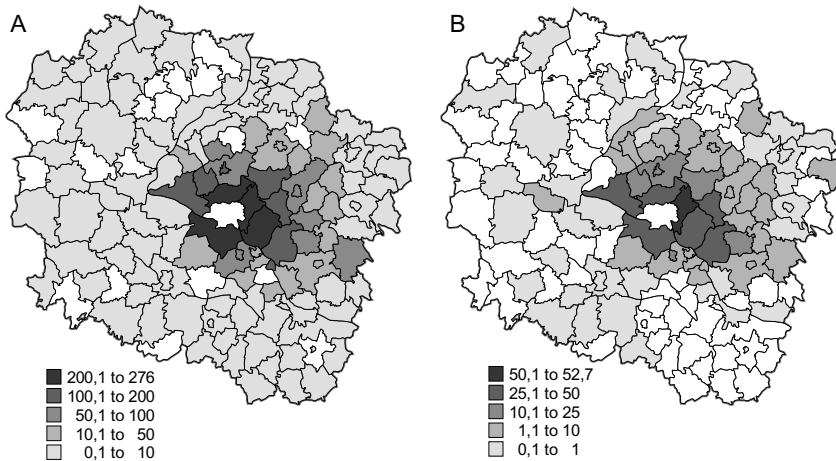 A
200,1 to 276
100,1 to 200
50,1 to 100
10,1 to 50
0,1 to 10
B
50,1 to 52,7
25,1 to 50
10,1 to 25
1,1 to 10
0,1 to 1